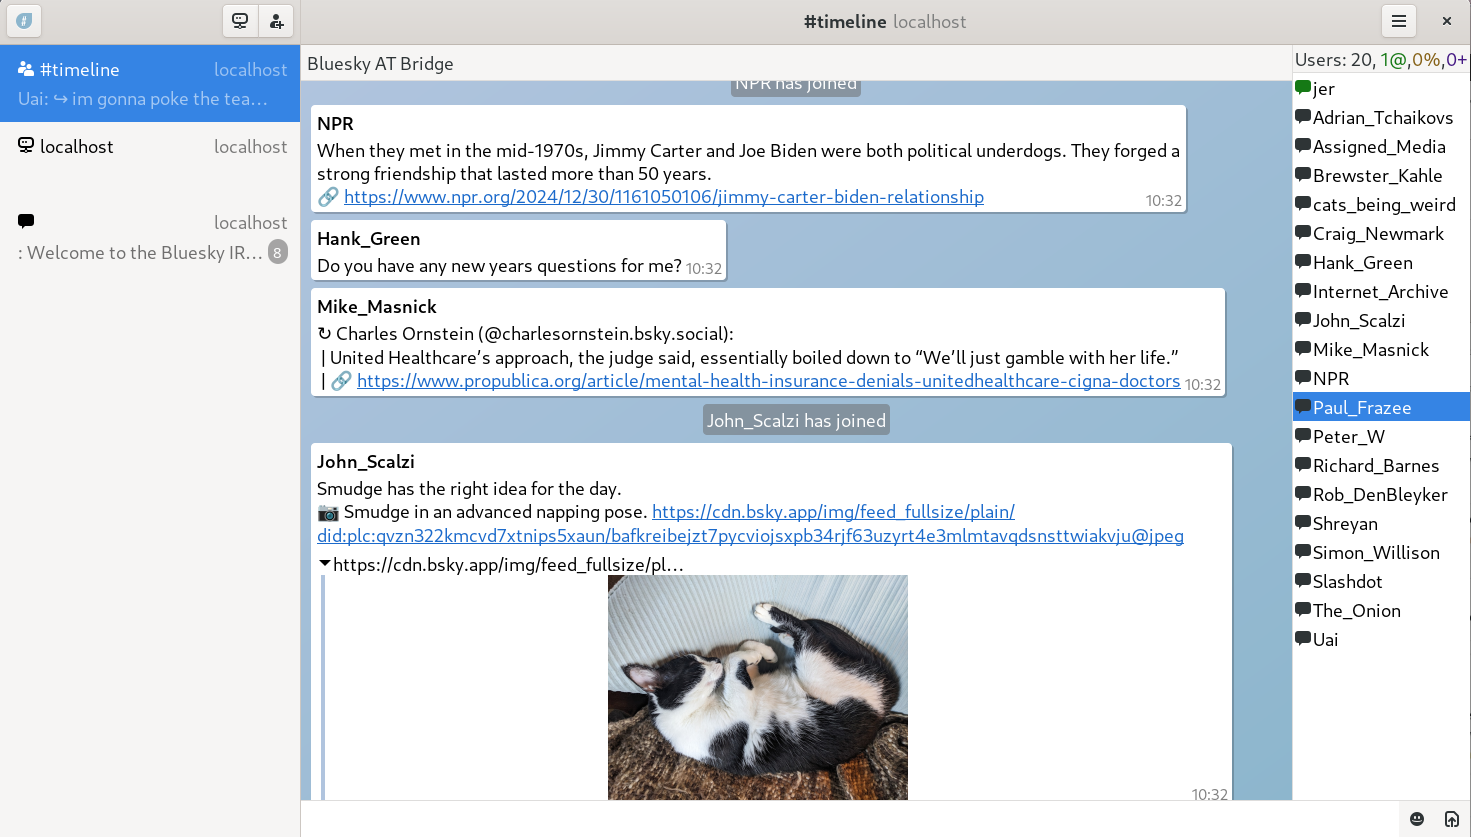 #timeline localhost
#timeline localhost
Uai: ↪ im gonna poke the tea…
localhost localhost
localhost
: Welcome to the Bluesky IR… 8
Bluesky AT Bridge
NPR has joined
NPR
When they met in the mid-1970s, Jimmy Carter and Joe Biden were both political underdogs. They forged a
strong friendship that lasted more than 50 years.
🔗 https://www.npr.org/2024/12/30/1161050106/jimmy-carter-biden-relationship 10:32
Hank_Green
Do you have any new years questions for me? 10:32
Mike_Masnick
↻ Charles Ornstein (@charlesornstein.bsky.social):
| United Healthcare’s approach, the judge said, essentially boiled down to “We’ll just gamble with her life.”
| 🔗 https://www.propublica.org/article/mental-health-insurance-denials-unitedhealthcare-cigna-doctors 10:32
John_Scalzi has joined
John_Scalzi
Smudge has the right idea for the day.
📷 Smudge in an advanced napping pose. https://cdn.bsky.app/img/feed_fullsize/plain/
did:plc:qvzn322kmcvd7xtnips5xaun/bafkreibejzt7pycviojsxpb34rjf63uzyrt4e3mlmtavqdsnsttwiakvju@jpeg
https://cdn.bsky.app/img/feed_fullsize/pl…
10:32
Users: 20, 1@,0%,0+
jer
Adrian_Tchaikovs
Assigned_Media
Brewster_Kahle
cats_being_weird
Craig_Newmark
Hank_Green
Internet_Archive
John_Scalzi
Mike_Masnick
NPR
Paul_Frazee
Peter_W
Richard_Barnes
Rob_DenBleyker
Shreyan
Simon_Willison
Slashdot
The_Onion
Uai